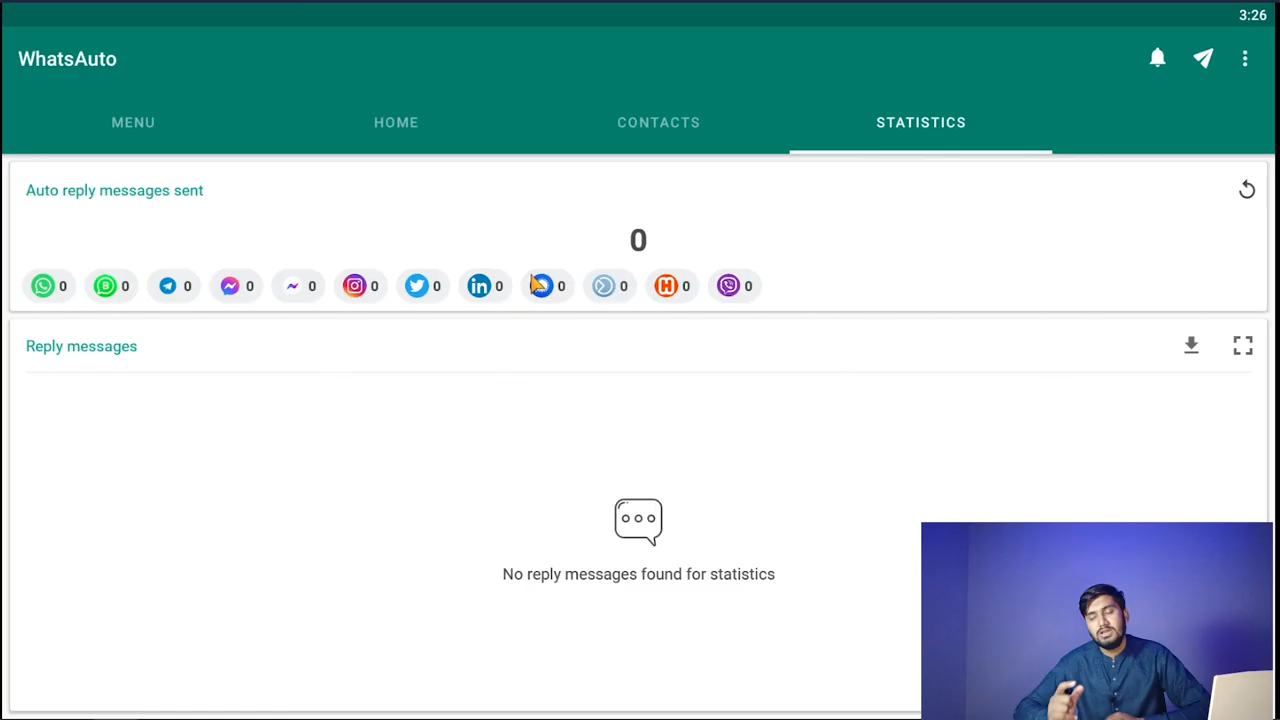 3:26
WhatsAuto
MENU HOME CONTACTS STATISTICS
Auto reply messages sent
0
0 0 0 0 0 0 0 0 0 0 0 0
Reply messages
No reply messages found for statistics